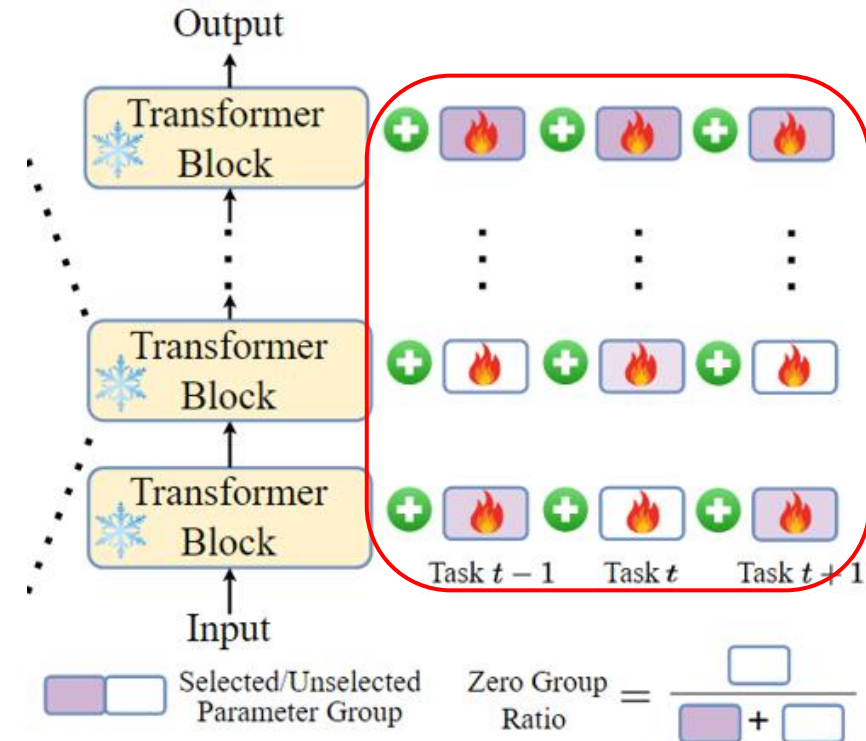 Output
Transformer
Block
Transformer
Block
Transformer
Block
Task t − 1 Task t Task t + 1
Input
Selected/Unselected
Parameter Group
Zero Group
Ratio
=
+